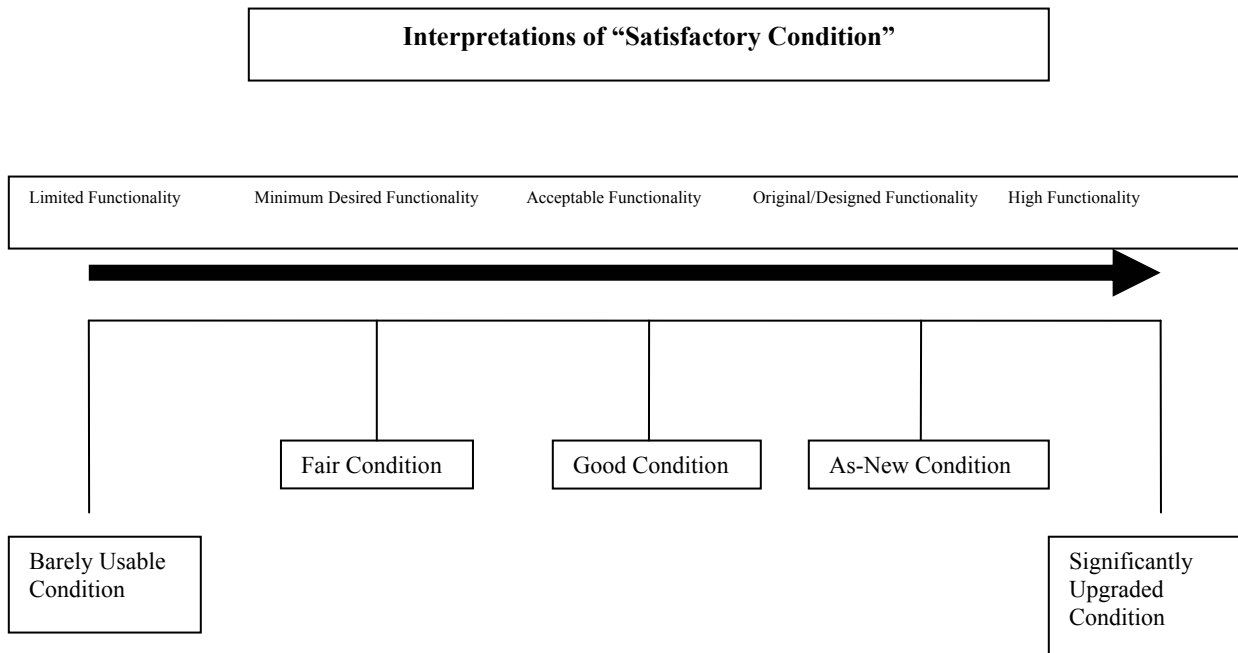 Interpretations of “Satisfactory Condition”
Limited Functionality Minimum Desired Functionality Acceptable Functionality Original/Designed Functionality High Functionality
Fair Condition Good Condition As-New Condition
Barely Usable
Condition
Significantly
Upgraded
Condition